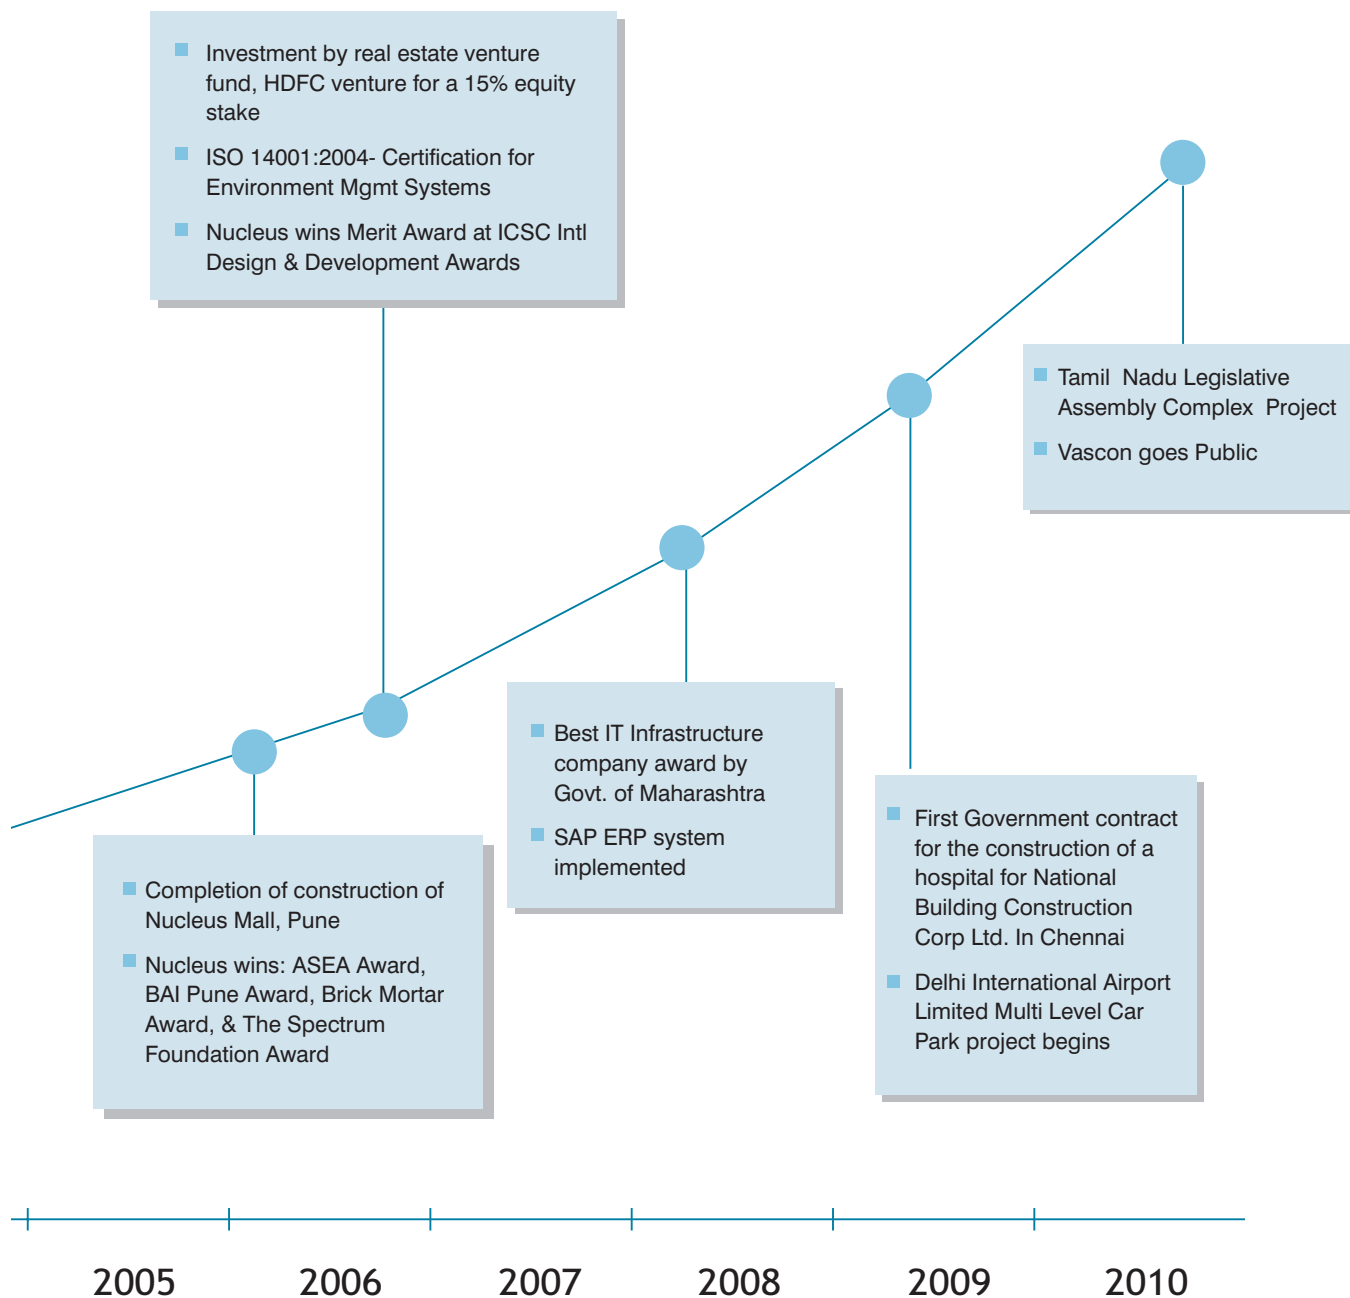 Investment by real estate venture
fund, HDFC venture for a 15% equity
stake
ISO 14001:2004- Certification for
Environment Mgmt Systems
Nucleus wins Merit Award at ICSC Intl
Design & Development Awards
Tamil Nadu Legislative
Assembly Complex Project
Vascon goes Public
Best IT Infrastructure
company award by
Govt. of Maharashtra
SAP ERP system
implemented
First Government contract
for the construction of a
hospital for National
Building Construction
Corp Ltd. In Chennai
Delhi International Airport
Limited Multi Level Car
Park project begins
Completion of construction of
Nucleus Mall, Pune
Nucleus wins: ASEA Award,
BAI Pune Award, Brick Mortar
Award, & The Spectrum
Foundation Award
2005 2006 2007 2008 2009 2010